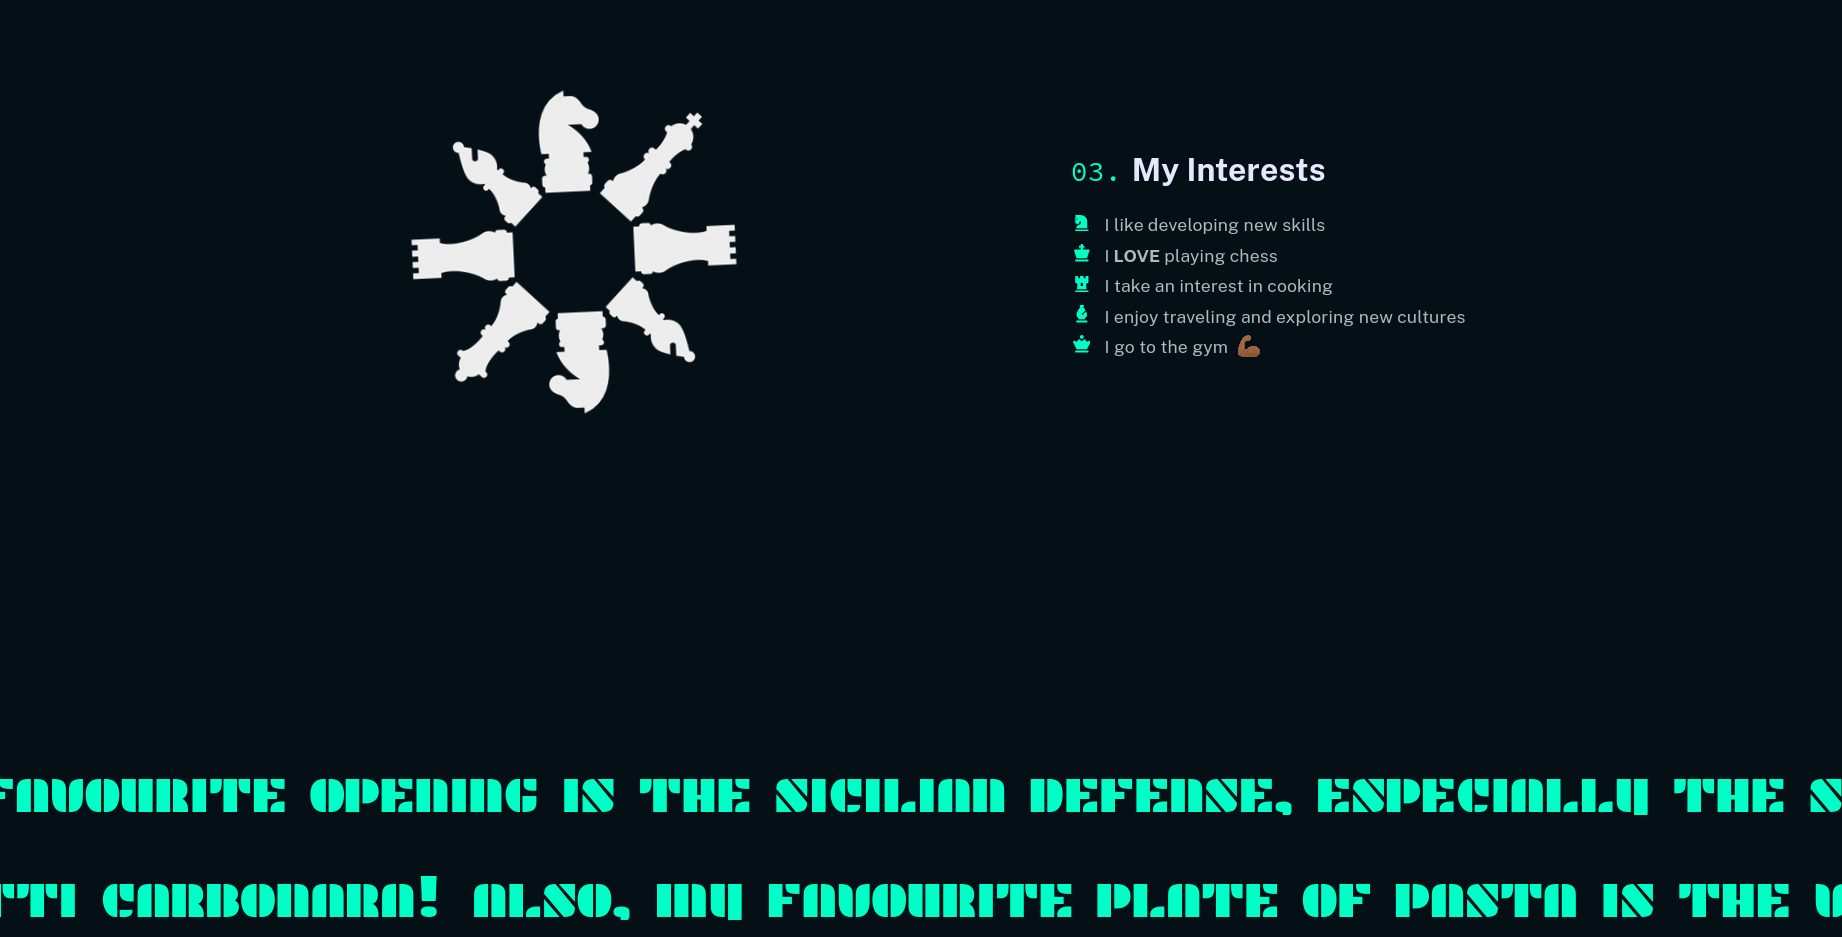 03. My Interests
I like developing new skills
I LOVE playing chess
I take an interest in cooking
I enjoy traveling and exploring new cultures
I go to the gym 💪🏾
FAVOURITE OPENING IS THE SICILIAN DEFENSE, ESPECIALLY THE
CARBONARA! ALSO, MY FAVOURITE PLATE OF PASTA IS THE